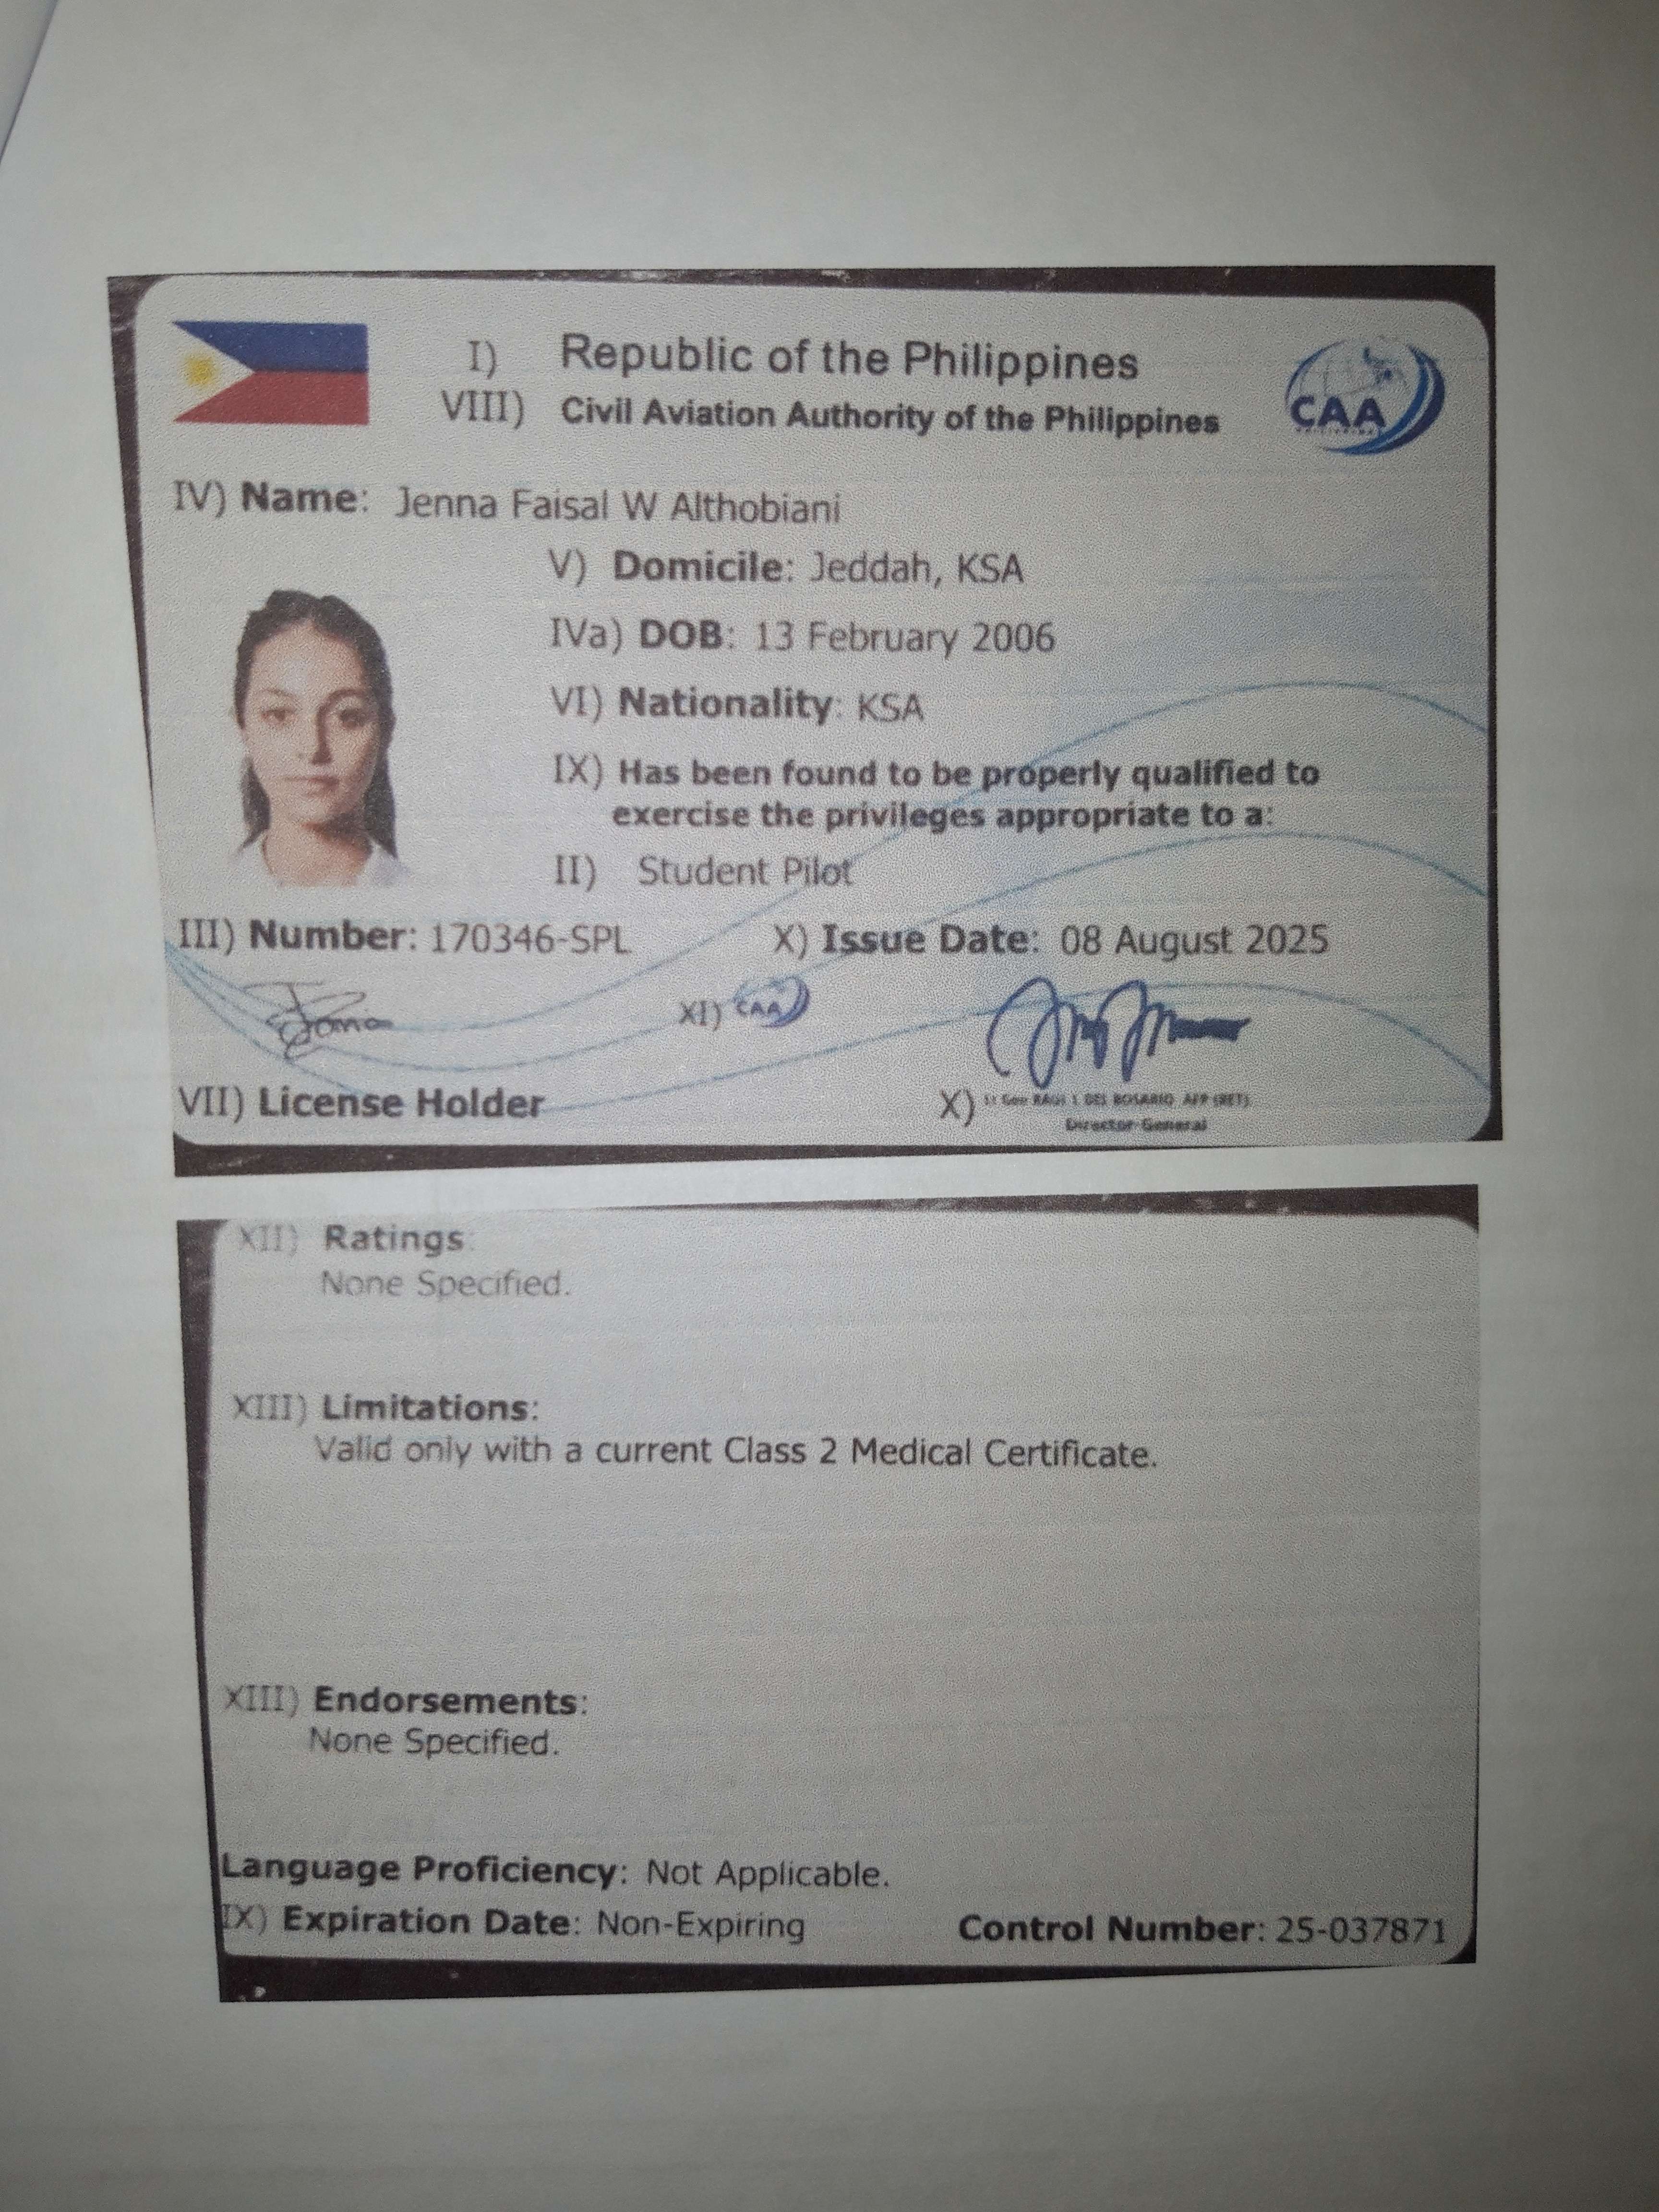 I) Republic of the Philippines
VIII) Civil Aviation Authority of the Philippines
CAA
IV) Name: Jenna Faisal W Althobiani
V) Domicile: Jeddah, KSA
IVa) DOB: 13 February 2006
VI) Nationality: KSA
IX) Has been found to be properly qualified to
exercise the privileges appropriate to a:
II) Student Pilot
III) Number: 170346-SPL X) Issue Date: 08 August 2025
XI) CAA
VII) License Holder
X) Lt Gen RAUL L DEL ROSARIO AFP (RET)
Director General
XII) Ratings:
None Specified.
XIII) Limitations:
Valid only with a current Class 2 Medical Certificate.
XIII) Endorsements:
None Specified.
Language Proficiency: Not Applicable.
IX) Expiration Date: Non-Expiring Control Number: 25-037871